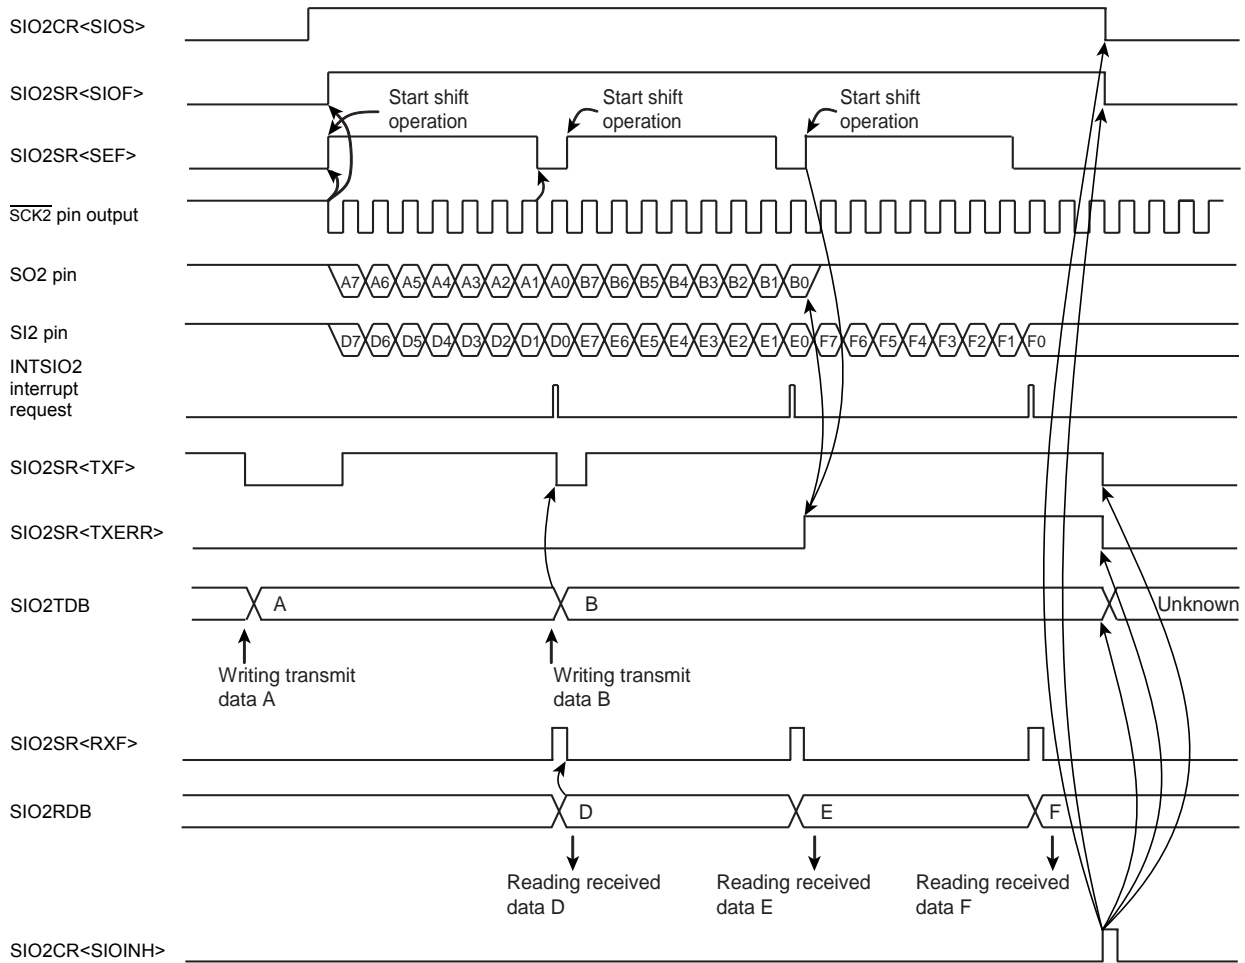 SIO2CR<SIOS>
SIO2SR<SIOF>
Start shift
operation
Start shift
operation
Start shift
operation
SIO2SR<SEF>
SCK2 pin output
SO2 pin
A7 A6 A5 A4 A3 A2 A1 A0 B7 B6 B5 B4 B3 B2 B1 B0
SI2 pin
D7 D6 D5 D4 D3 D2 D1 D0 E7 E6 E5 E4 E3 E2 E1 E0 F7 F6 F5 F4 F3 F2 F1 F0
INTSIO2
interrupt
request
SIO2SR<TXF>
SIO2SR<TXERR>
SIO2TDB
A
B
Unknown
Writing transmit
data A
Writing transmit
data B
SIO2SR<RXF>
SIO2RDB
D
E
F
Reading received
data D
Reading received
data E
Reading received
data F
SIO2CR<SIOINH>